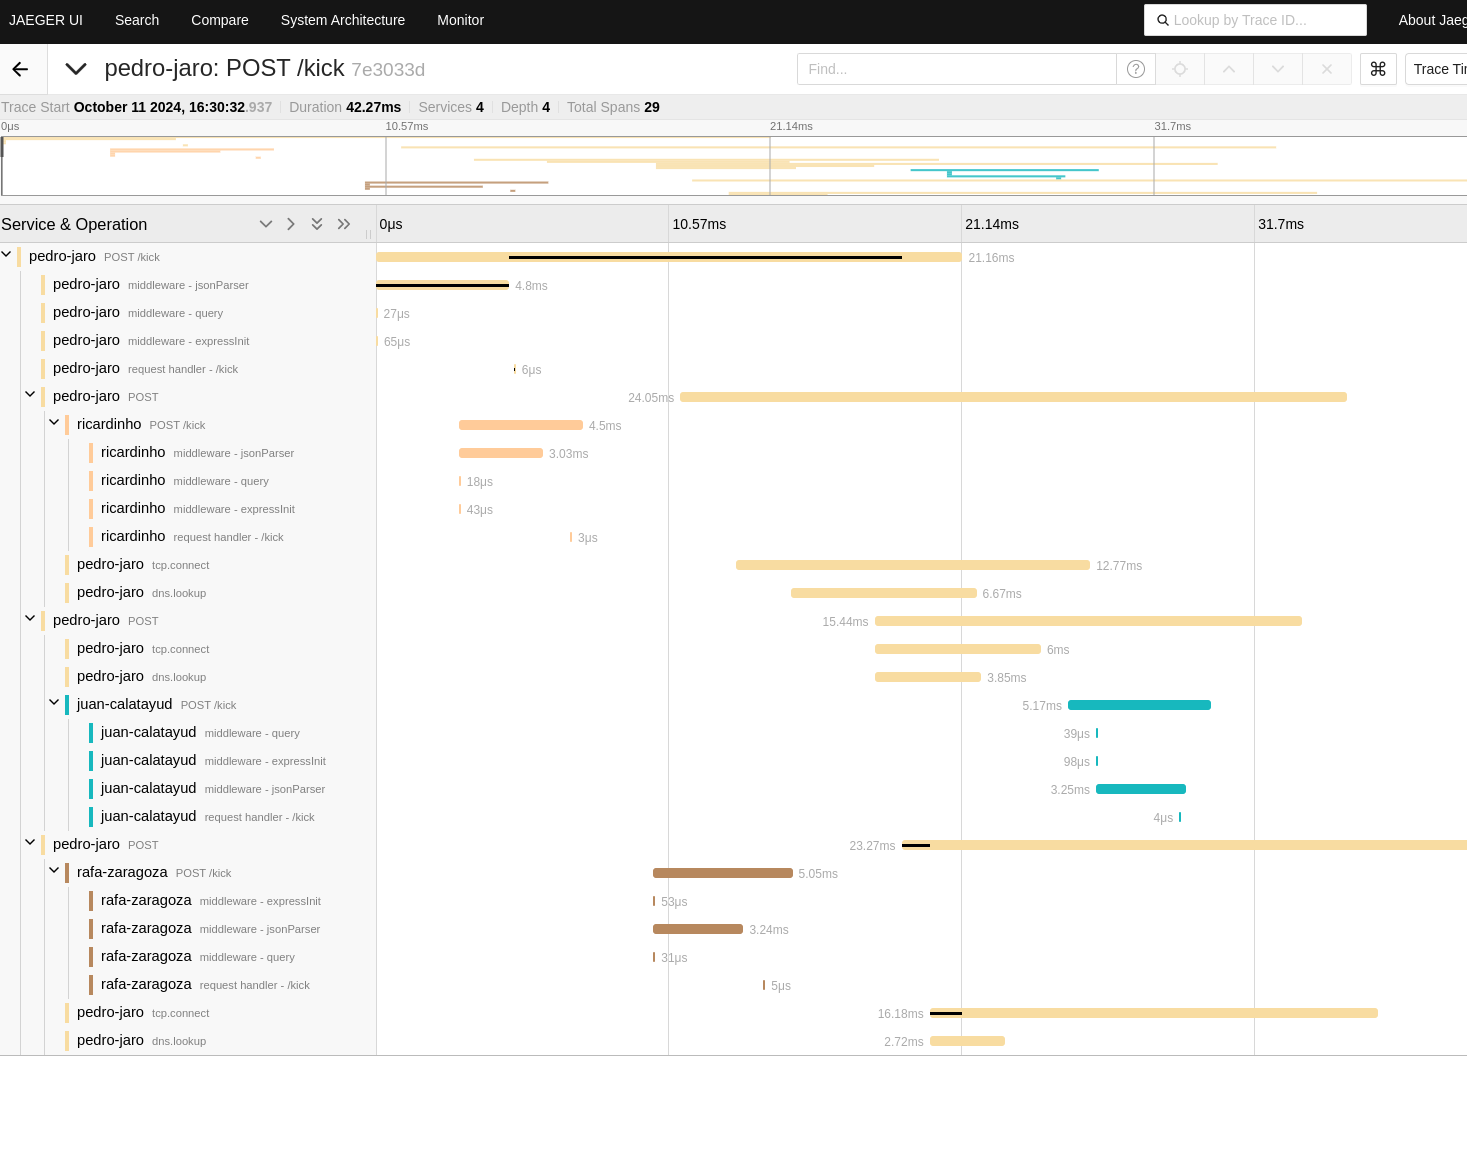 JAEGER UI Search Compare System Architecture Monitor Lookup by Trace ID... About Jaeg
pedro-jaro: POST /kick 7e3033d Find... Trace Tir
Trace Start October 11 2024, 16:30:32.937 Duration 42.27ms Services 4 Depth 4 Total Spans 29
0μs 10.57ms 21.14ms 31.7ms
Service & Operation 0μs 10.57ms 21.14ms 31.7ms
pedro-jaro POST /kick 21.16ms
pedro-jaro middleware - jsonParser 4.8ms
pedro-jaro middleware - query 27μs
pedro-jaro middleware - expressInit 65μs
pedro-jaro request handler - /kick 6μs
pedro-jaro POST 24.05ms
ricardinho POST /kick 4.5ms
ricardinho middleware - jsonParser 3.03ms
ricardinho middleware - query 18μs
ricardinho middleware - expressInit 43μs
ricardinho request handler - /kick 3μs
pedro-jaro tcp.connect 12.77ms
pedro-jaro dns.lookup 6.67ms
pedro-jaro POST 15.44ms
pedro-jaro tcp.connect 6ms
pedro-jaro dns.lookup 3.85ms
juan-calatayud POST /kick 5.17ms
juan-calatayud middleware - query 39μs
juan-calatayud middleware - expressInit 98μs
juan-calatayud middleware - jsonParser 3.25ms
juan-calatayud request handler - /kick 4μs
pedro-jaro POST 23.27ms
rafa-zaragoza POST /kick 5.05ms
rafa-zaragoza middleware - expressInit 53μs
rafa-zaragoza middleware - jsonParser 3.24ms
rafa-zaragoza middleware - query 31μs
rafa-zaragoza request handler - /kick 5μs
pedro-jaro tcp.connect 16.18ms
pedro-jaro dns.lookup 2.72ms